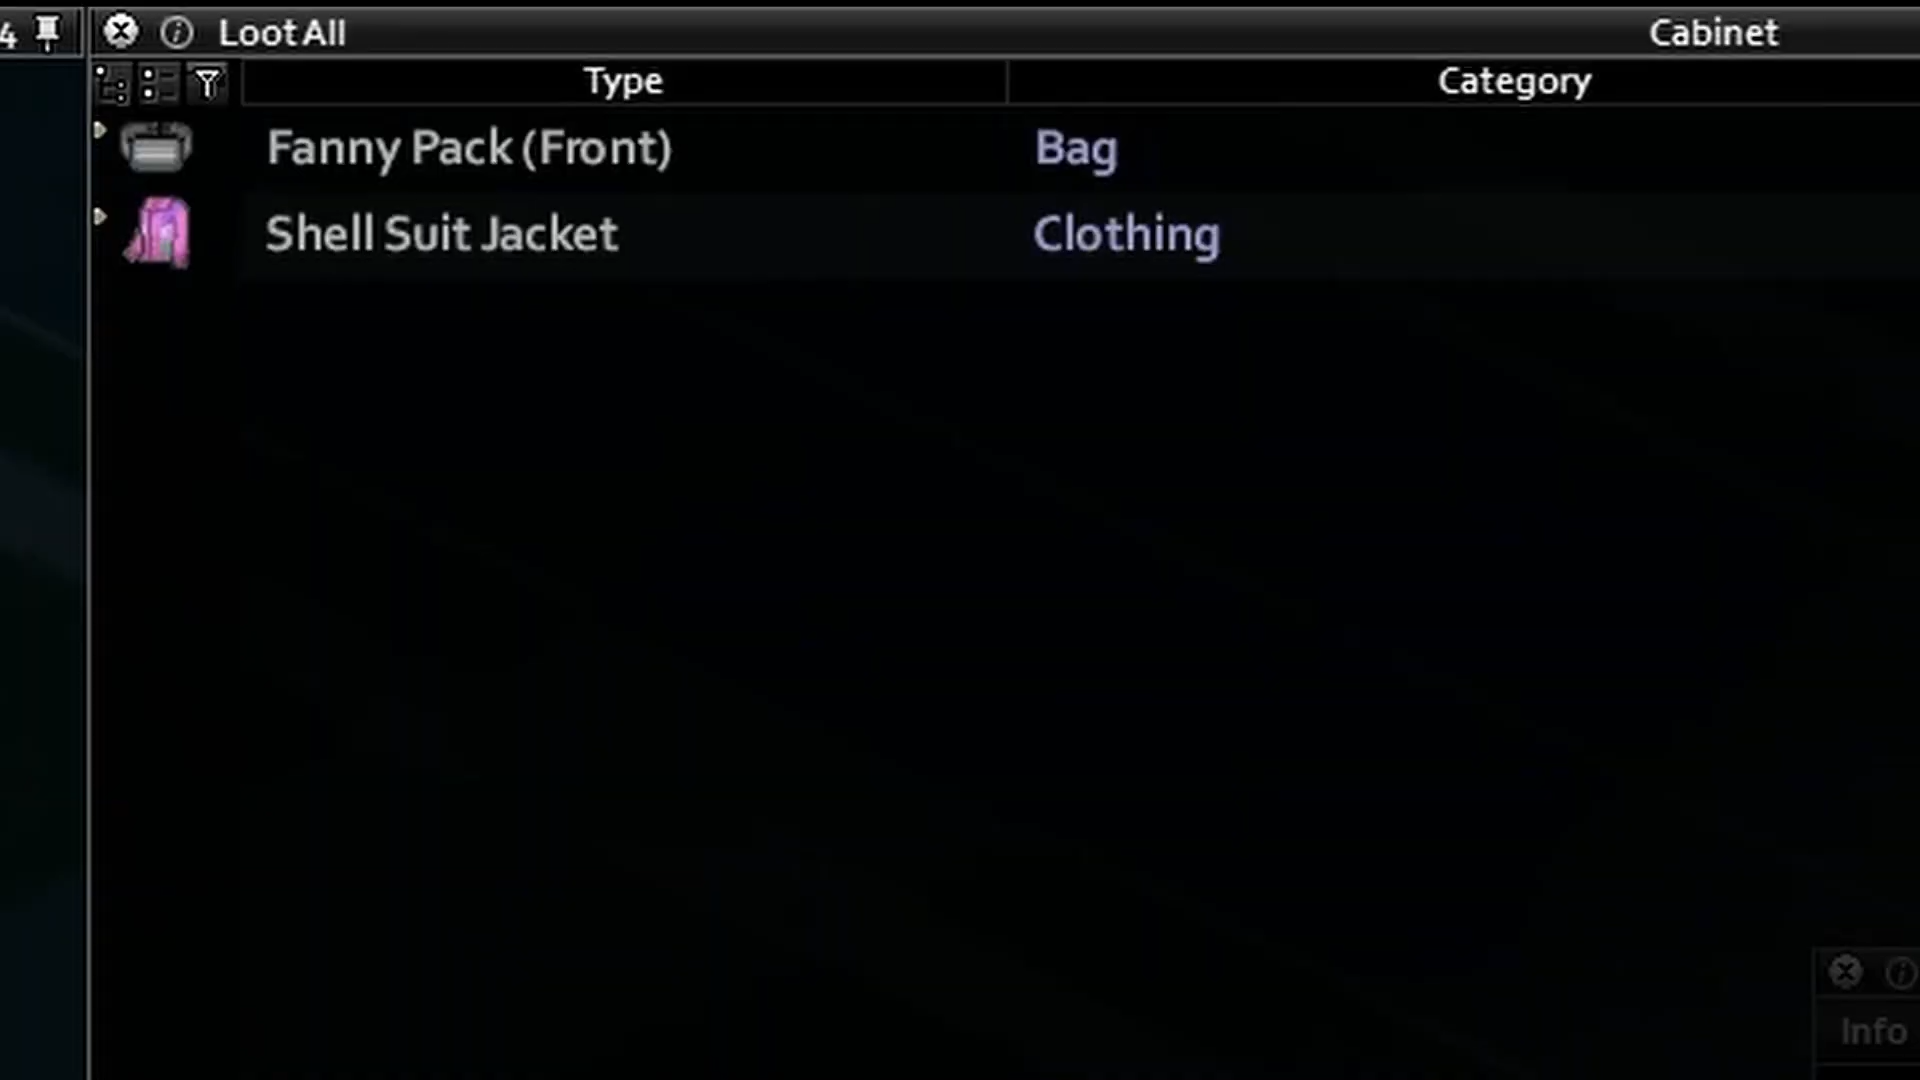 4 Loot All Cabinet
Type Category
Fanny Pack (Front) Bag
Shell Suit Jacket Clothing
Info